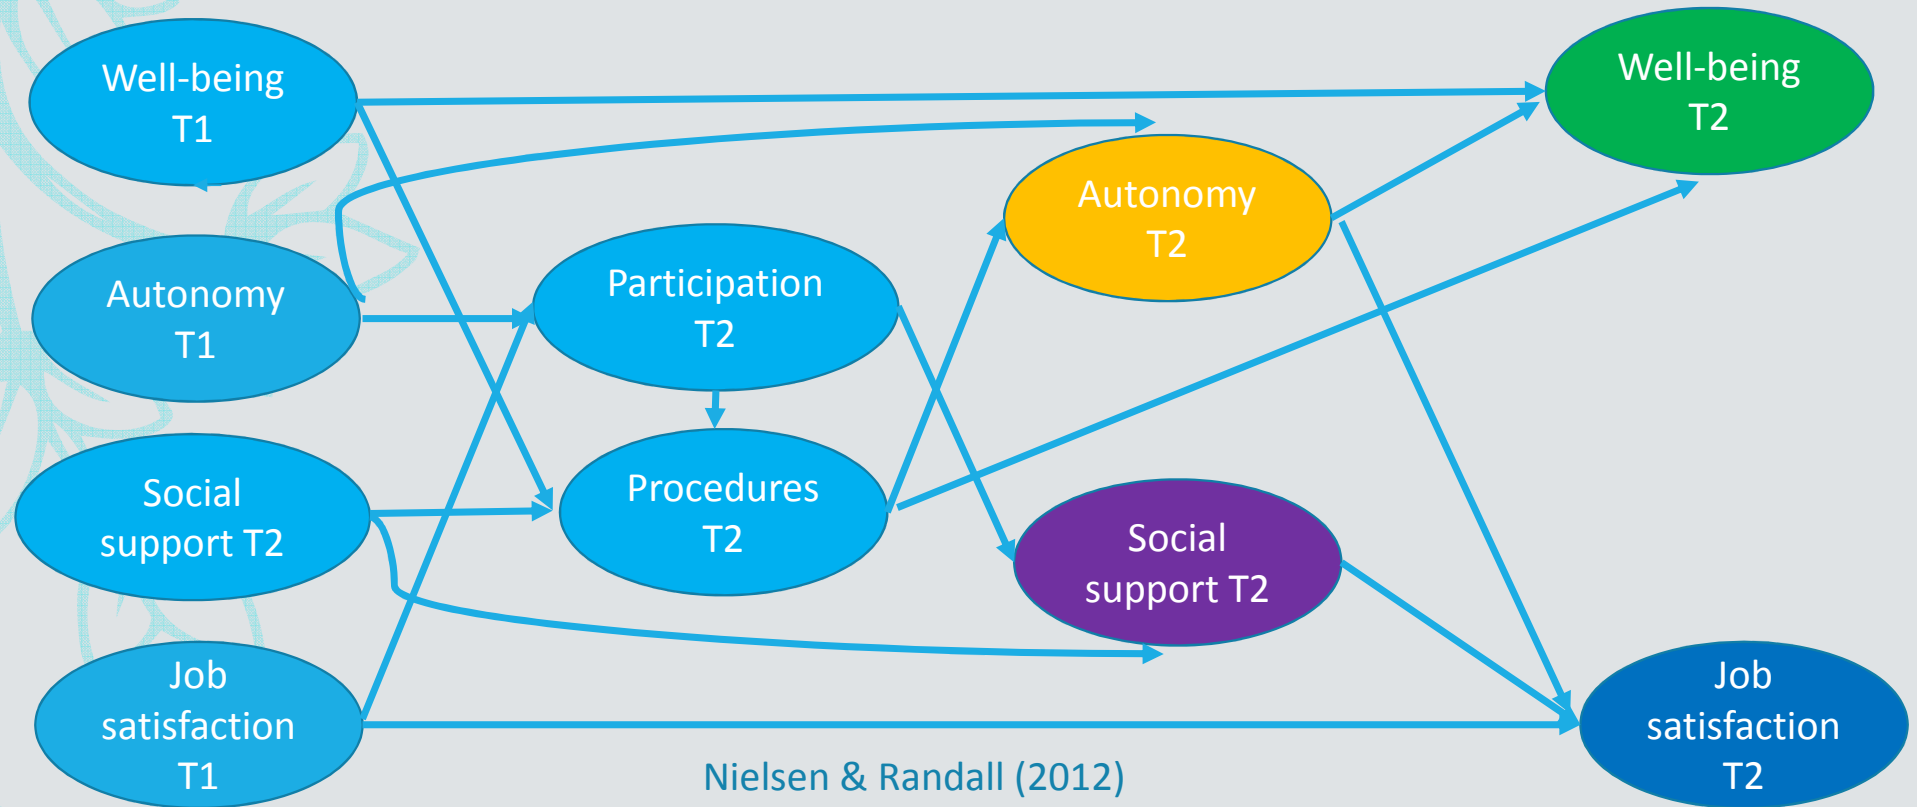 Well-being
T1
Autonomy
T1
Social
support T2
Job
satisfaction
T1
Participation
T2
Procedures
T2
Autonomy
T2
Social
support T2
Well-being
T2
Job
satisfaction
T2
Nielsen & Randall (2012)